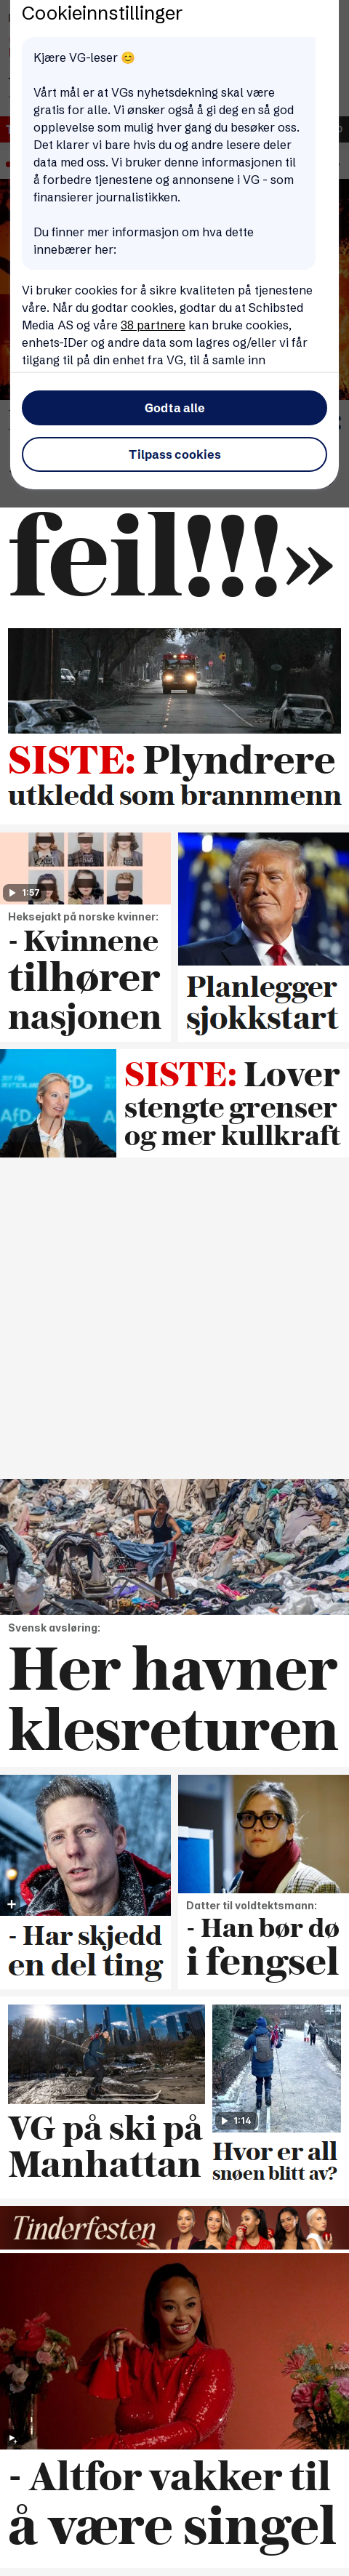 Cookieinnstillinger
Kjære VG-leser 😊
Vårt mål er at VGs nyhetsdekning skal være
gratis for alle. Vi ønsker også å gi deg en så god
opplevelse som mulig hver gang du besøker oss.
Det klarer vi bare hvis du og andre lesere deler
data med oss. Vi bruker denne informasjonen til
å forbedre tjenestene og annonsene i VG - som
finansierer journalistikken.
Du finner mer informasjon om hva dette
innebærer her:
Vi bruker cookies for å sikre kvaliteten på tjenestene
våre. Når du godtar cookies, godtar du at Schibsted
Media AS og våre 38 partnere kan bruke cookies,
enhets-IDer og andre data som lagres og/eller vi får
tilgang til på din enhet fra VG, til å samle inn
Godta alle
Tilpass cookies
feil!!!»
SISTE: Plyndrere
utkledd som brannmenn
1:57
Heksejakt på norske kvinner:
- Kvinnene
tilhører
nasjonen
Planlegger
sjokkstart
AfD
SISTE: Lover
stengte grenser
og mer kullkraft
Svensk avsløring:
Her havner
klesreturen
- Har skjedd
en del ting
Datter til voldtektsmann:
- Han bør dø
i fengsel
VG på ski på
Manhattan
1:14
Hvor er all
snøen blitt av?
Tinderfesten
- Altfor vakker til
å være singel